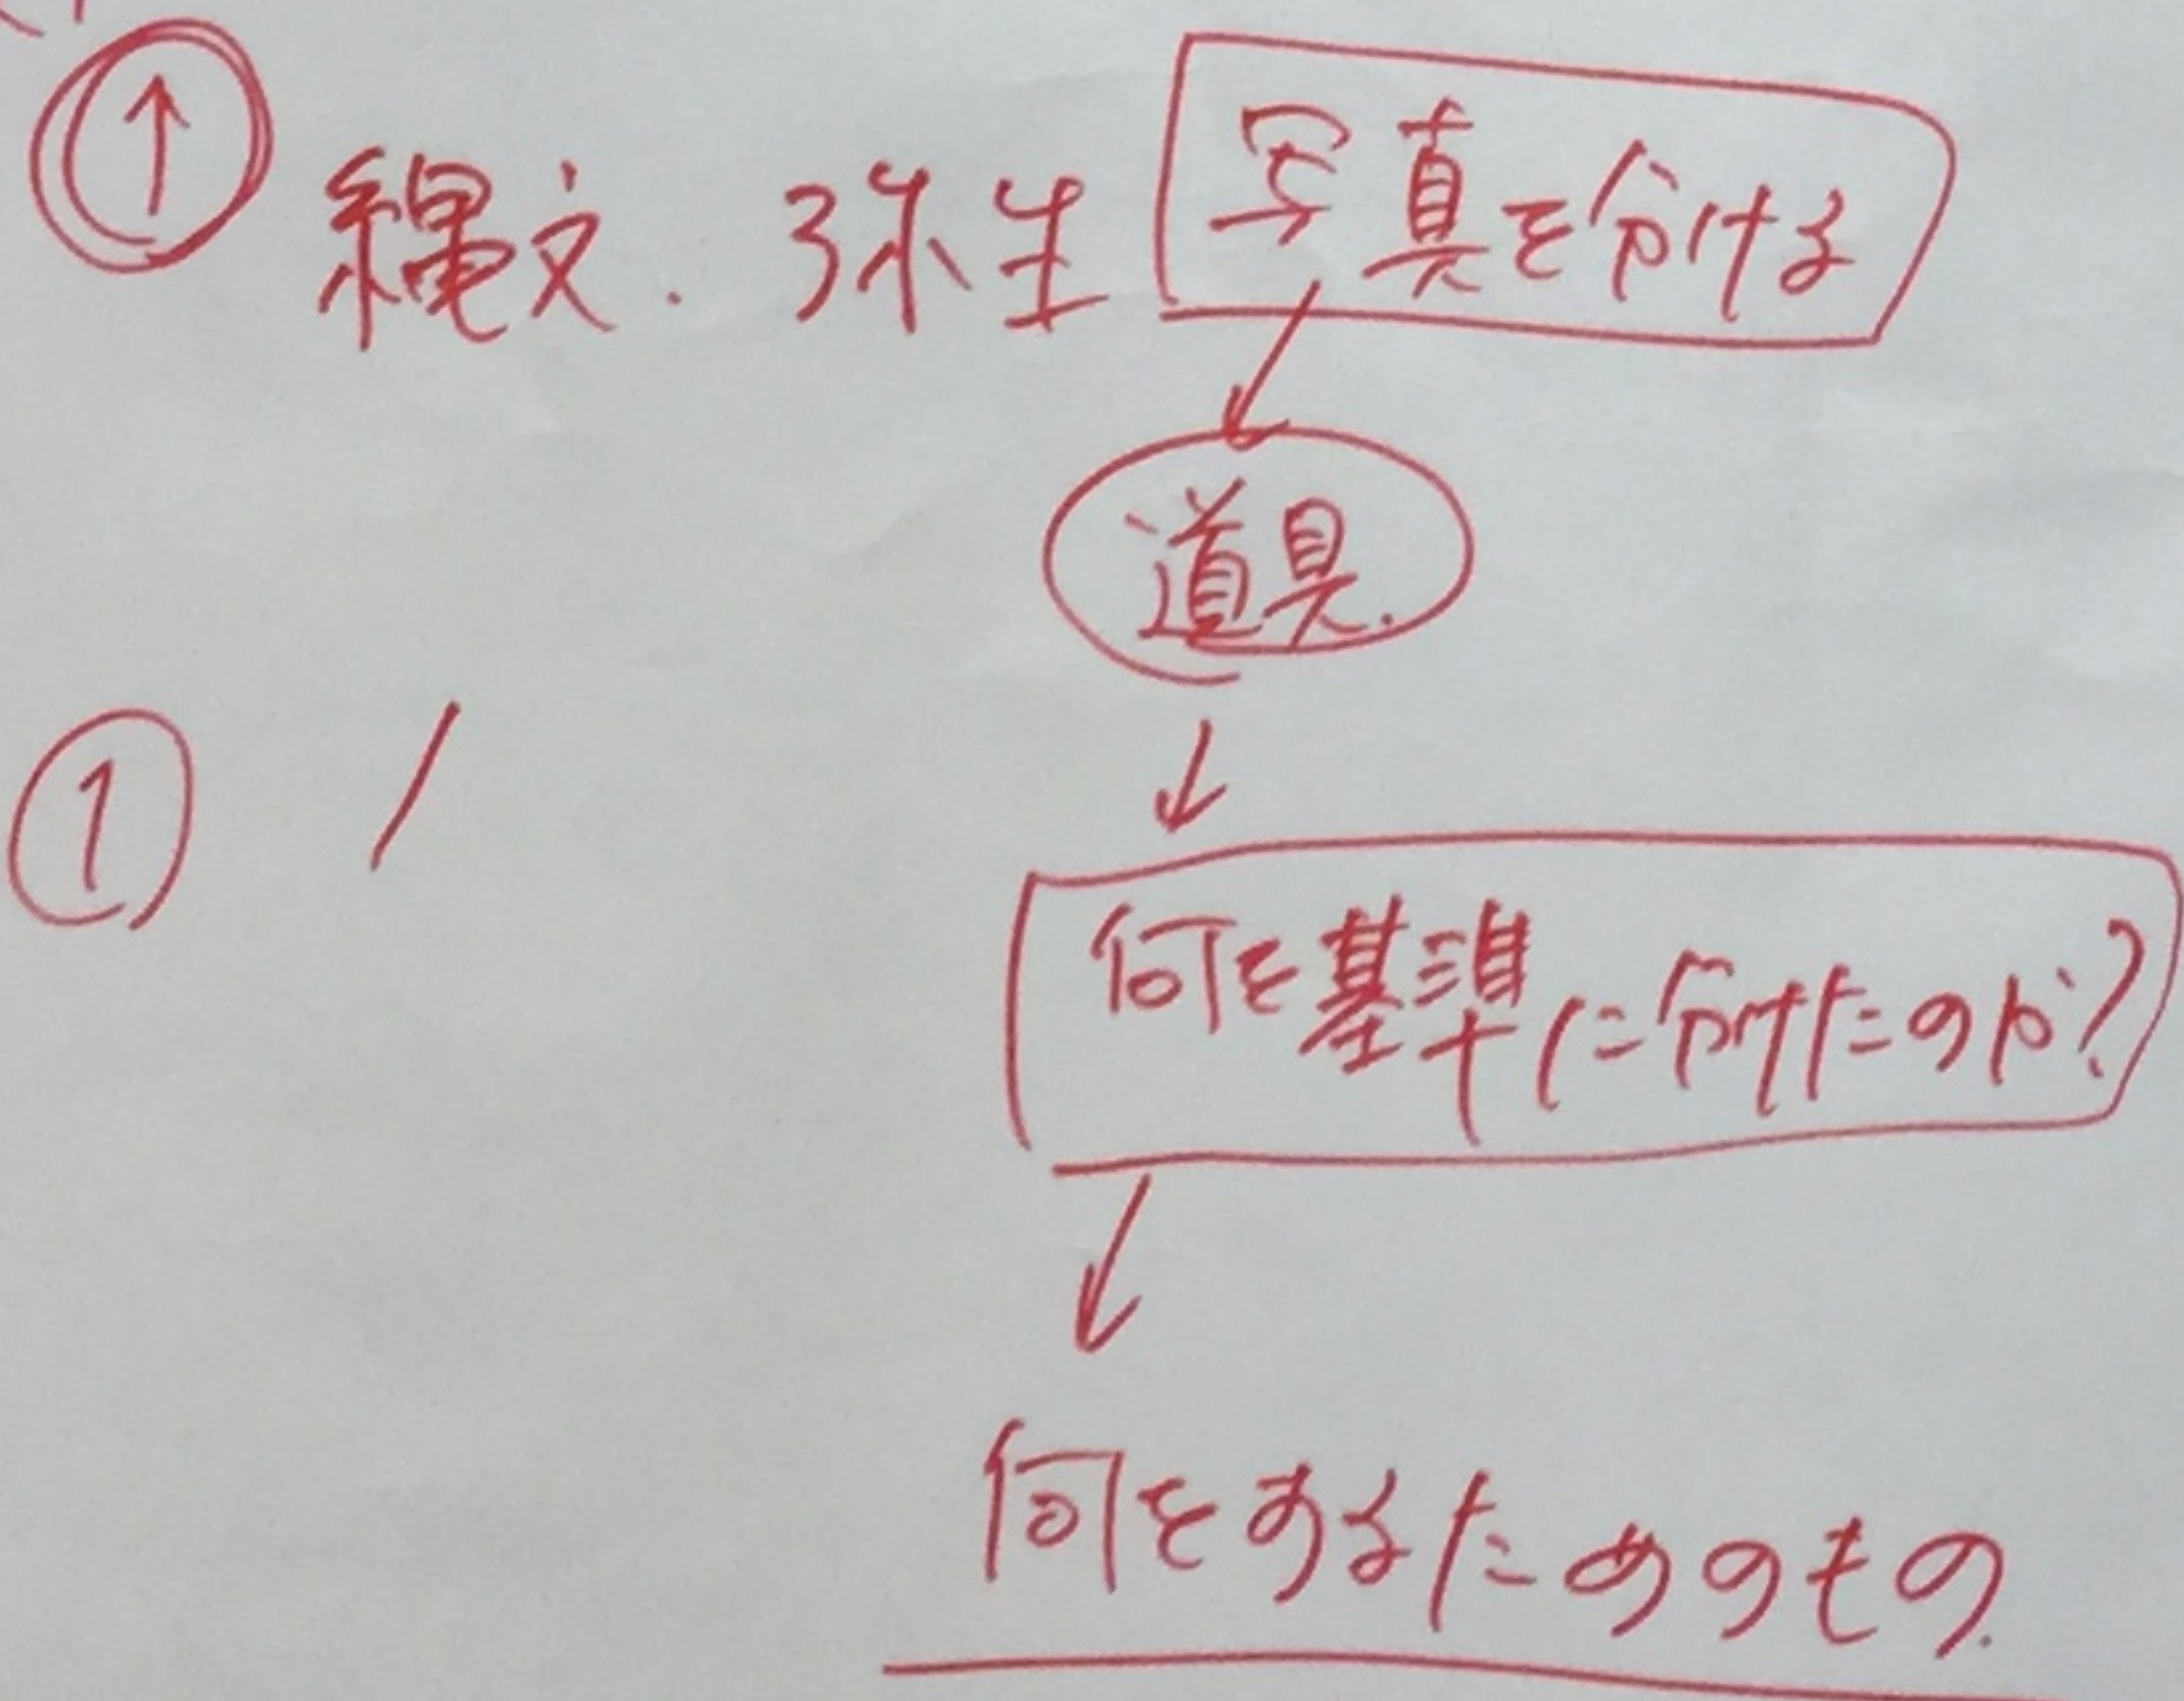 ↑ 縄文. 弥生 写真を分ける
道具.
① /
何を基準に分けたのか?
何をするためのもの.